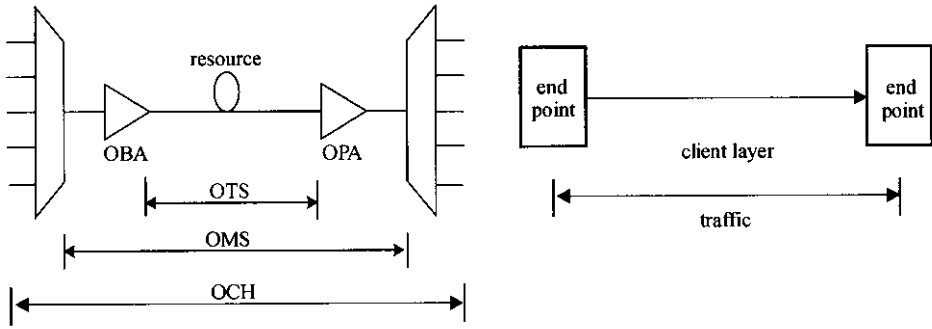 resource
OBA
OPA
OTS
OMS
OCH
end
point
end
point
client layer
traffic